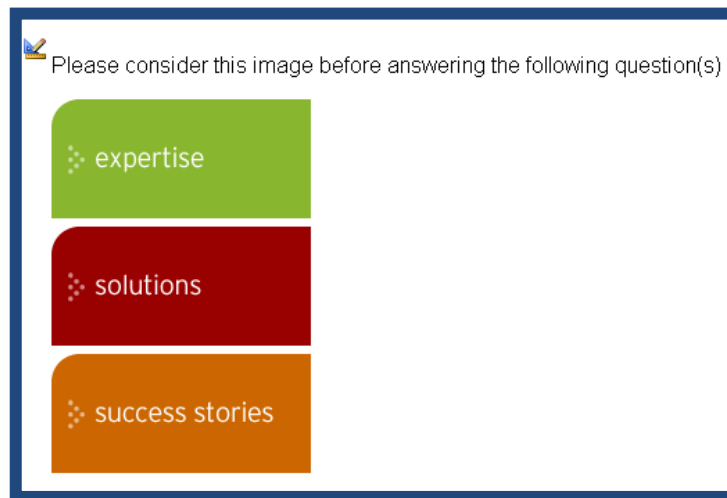 Please consider this image before answering the following question(s)
expertise
solutions
success stories